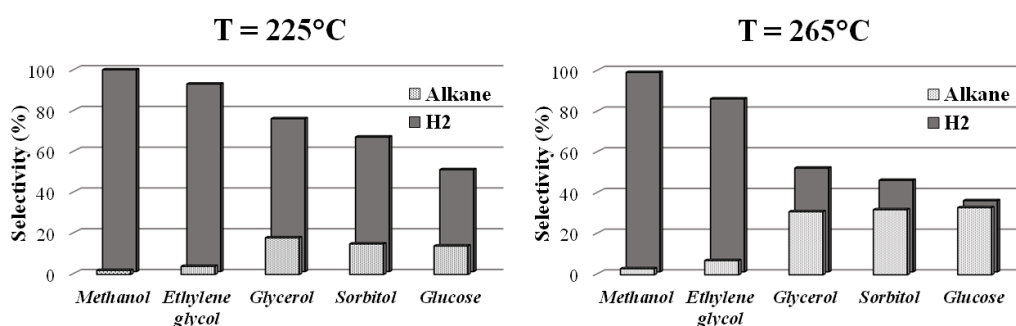 T = 225°C
Selectivity (%)
100
80
60
40
20
0
Alkane
H2
Methanol
Ethylene
glycol
Glycerol
Sorbitol
Glucose
T = 265°C
Selectivity (%)
100
80
60
40
20
0
Alkane
H2
Methanol
Ethylene
glycol
Glycerol
Sorbitol
Glucose